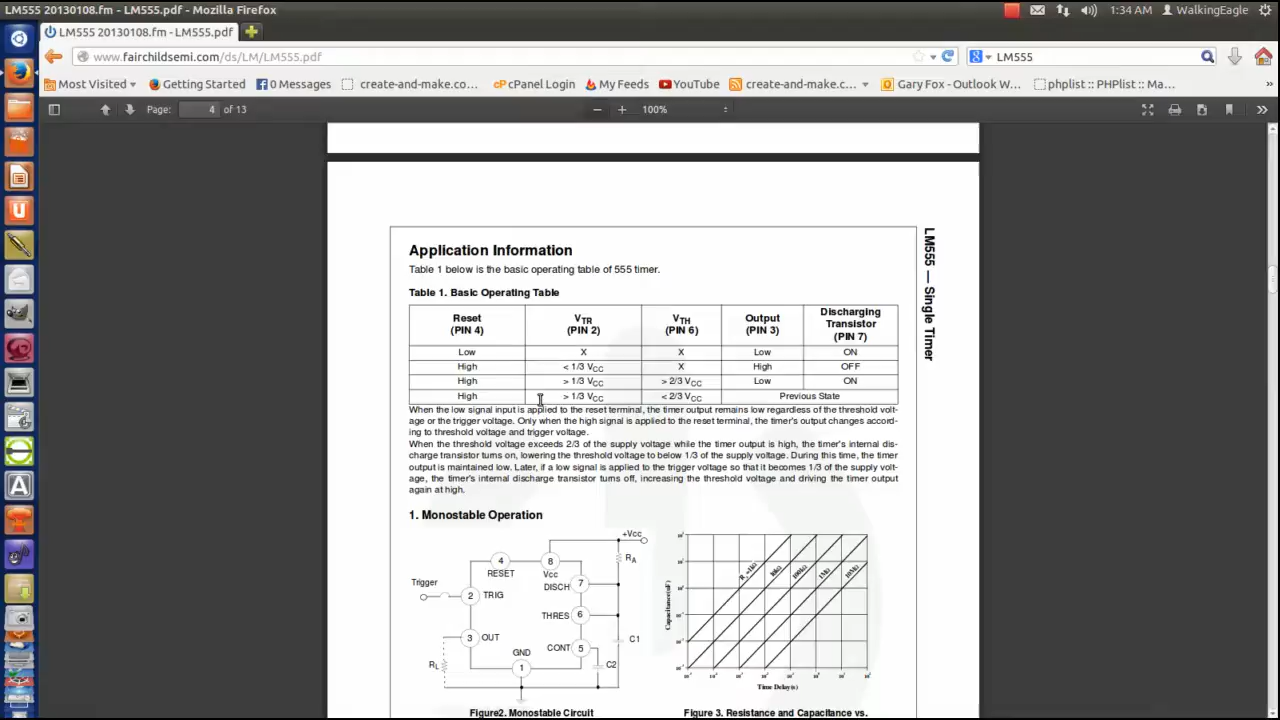 LM555 20130108.fm - LM555.pdf - Mozilla Firefox
1:34 AM
WalkingEagle
LM555 20130108.fm - LM555.pdf
www.fairchildsemi.com/ds/LM/LM555.pdf
LM555
Most Visited
Getting Started
0 Messages
create-and-make.co...
cPanel Login
My Feeds
YouTube
create-and-make.c...
Gary Fox - Outlook W...
phplist :: PHPlist :: Ma...
Page: 4 of 13
100%
LM555 — Single Timer
Application Information
Table 1 below is the basic operating table of 555 timer.
Table 1. Basic Operating Table
Reset (PIN 4) VTR (PIN 2) VTH (PIN 6) Output (PIN 3) Discharging Transistor (PIN 7)
Low X X Low ON
High < 1/3 VCC X High OFF
High > 1/3 VCC > 2/3 VCC Low ON
High > 1/3 VCC < 2/3 VCC Previous State
When the low signal input is applied to the reset terminal, the timer output remains low regardless of the threshold volt-
age or the trigger voltage. Only when the high signal is applied to the reset terminal, the timer's output changes accord-
ing to threshold voltage and trigger voltage.
When the threshold voltage exceeds 2/3 of the supply voltage while the timer output is high, the timer's internal dis-
charge transistor turns on, lowering the threshold voltage to below 1/3 of the supply voltage. During this time, the timer
output is maintained low. Later, if a low signal is applied to the trigger voltage so that it becomes 1/3 of the supply volt-
age, the timer's internal discharge transistor turns off, increasing the threshold voltage and driving the timer output
again at high.
1. Monostable Operation
+Vcc
4
RESET
8
Vcc
RA
DISCH 7
Trigger
2 TRIG
THRES 6
3 OUT
C1
CONT 5
GND
1
RL
C2
Figure2. Monostable Circuit
Capacitance(uF)
10kΩ
100kΩ
1MΩ
10MΩ
Time Delay(s)
Figure 3. Resistance and Capacitance vs.